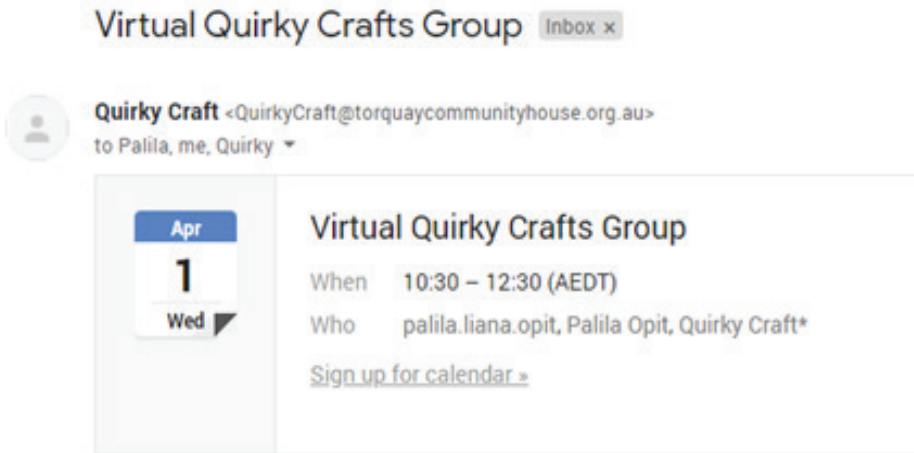 Virtual Quirky Crafts Group Inbox ×
Quirky Craft <QuirkyCraft@torquaycommunityhouse.org.au>
to Palila, me, Quirky
Apr
1
Wed
Virtual Quirky Crafts Group
When 10:30 – 12:30 (AEDT)
Who palila.liana.opit, Palila Opit, Quirky Craft*
Sign up for calendar »